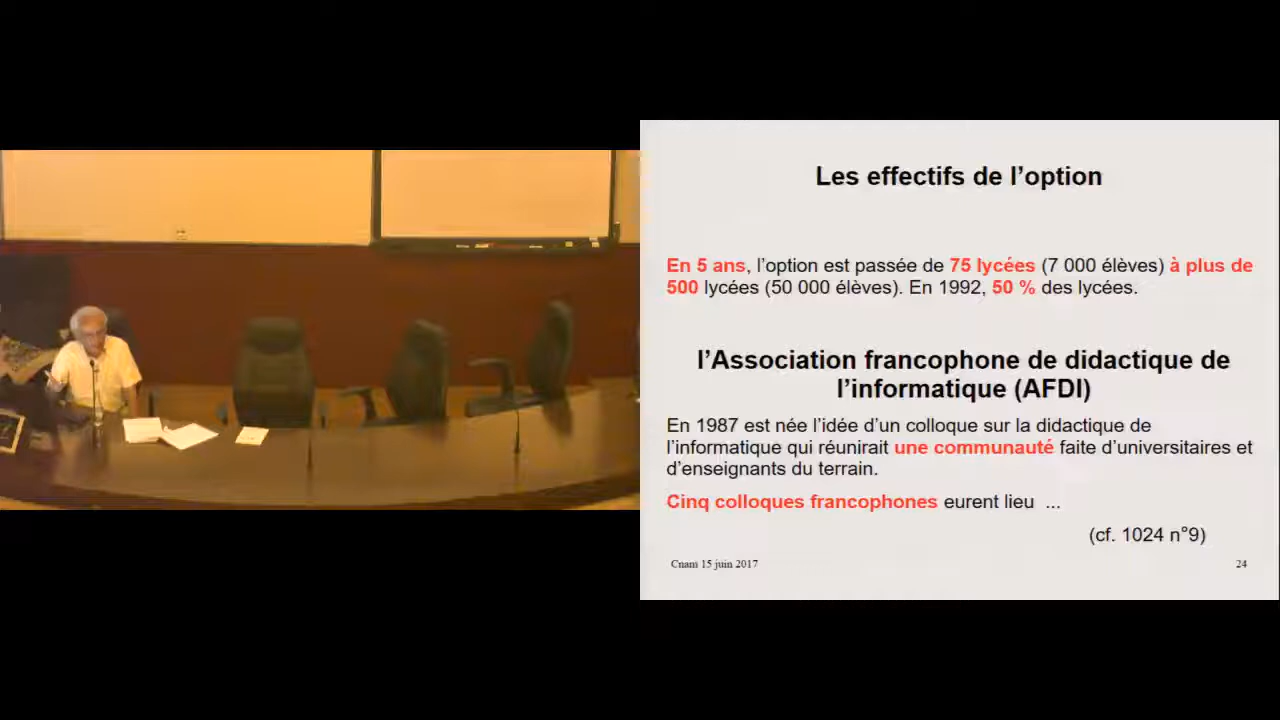 Les effectifs de l’option
En 5 ans, l’option est passée de 75 lycées (7 000 élèves) à plus de
500 lycées (50 000 élèves). En 1992, 50 % des lycées.
l’Association francophone de didactique de
l’informatique (AFDI)
En 1987 est née l’idée d’un colloque sur la didactique de
l’informatique qui réunirait une communauté faite d’universitaires et
d’enseignants du terrain.
Cinq colloques francophones eurent lieu ...
(cf. 1024 n°9)
Cnam 15 juin 2017 24